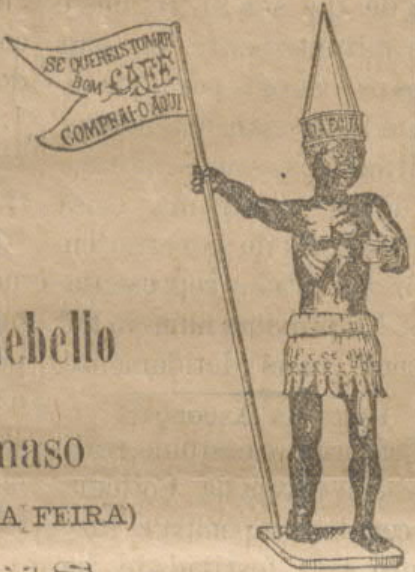 SE QUEREIS TOMAR
BOM CAFÉ
COMPRAI-O AQUI
ebello
naso
A FEIRA)